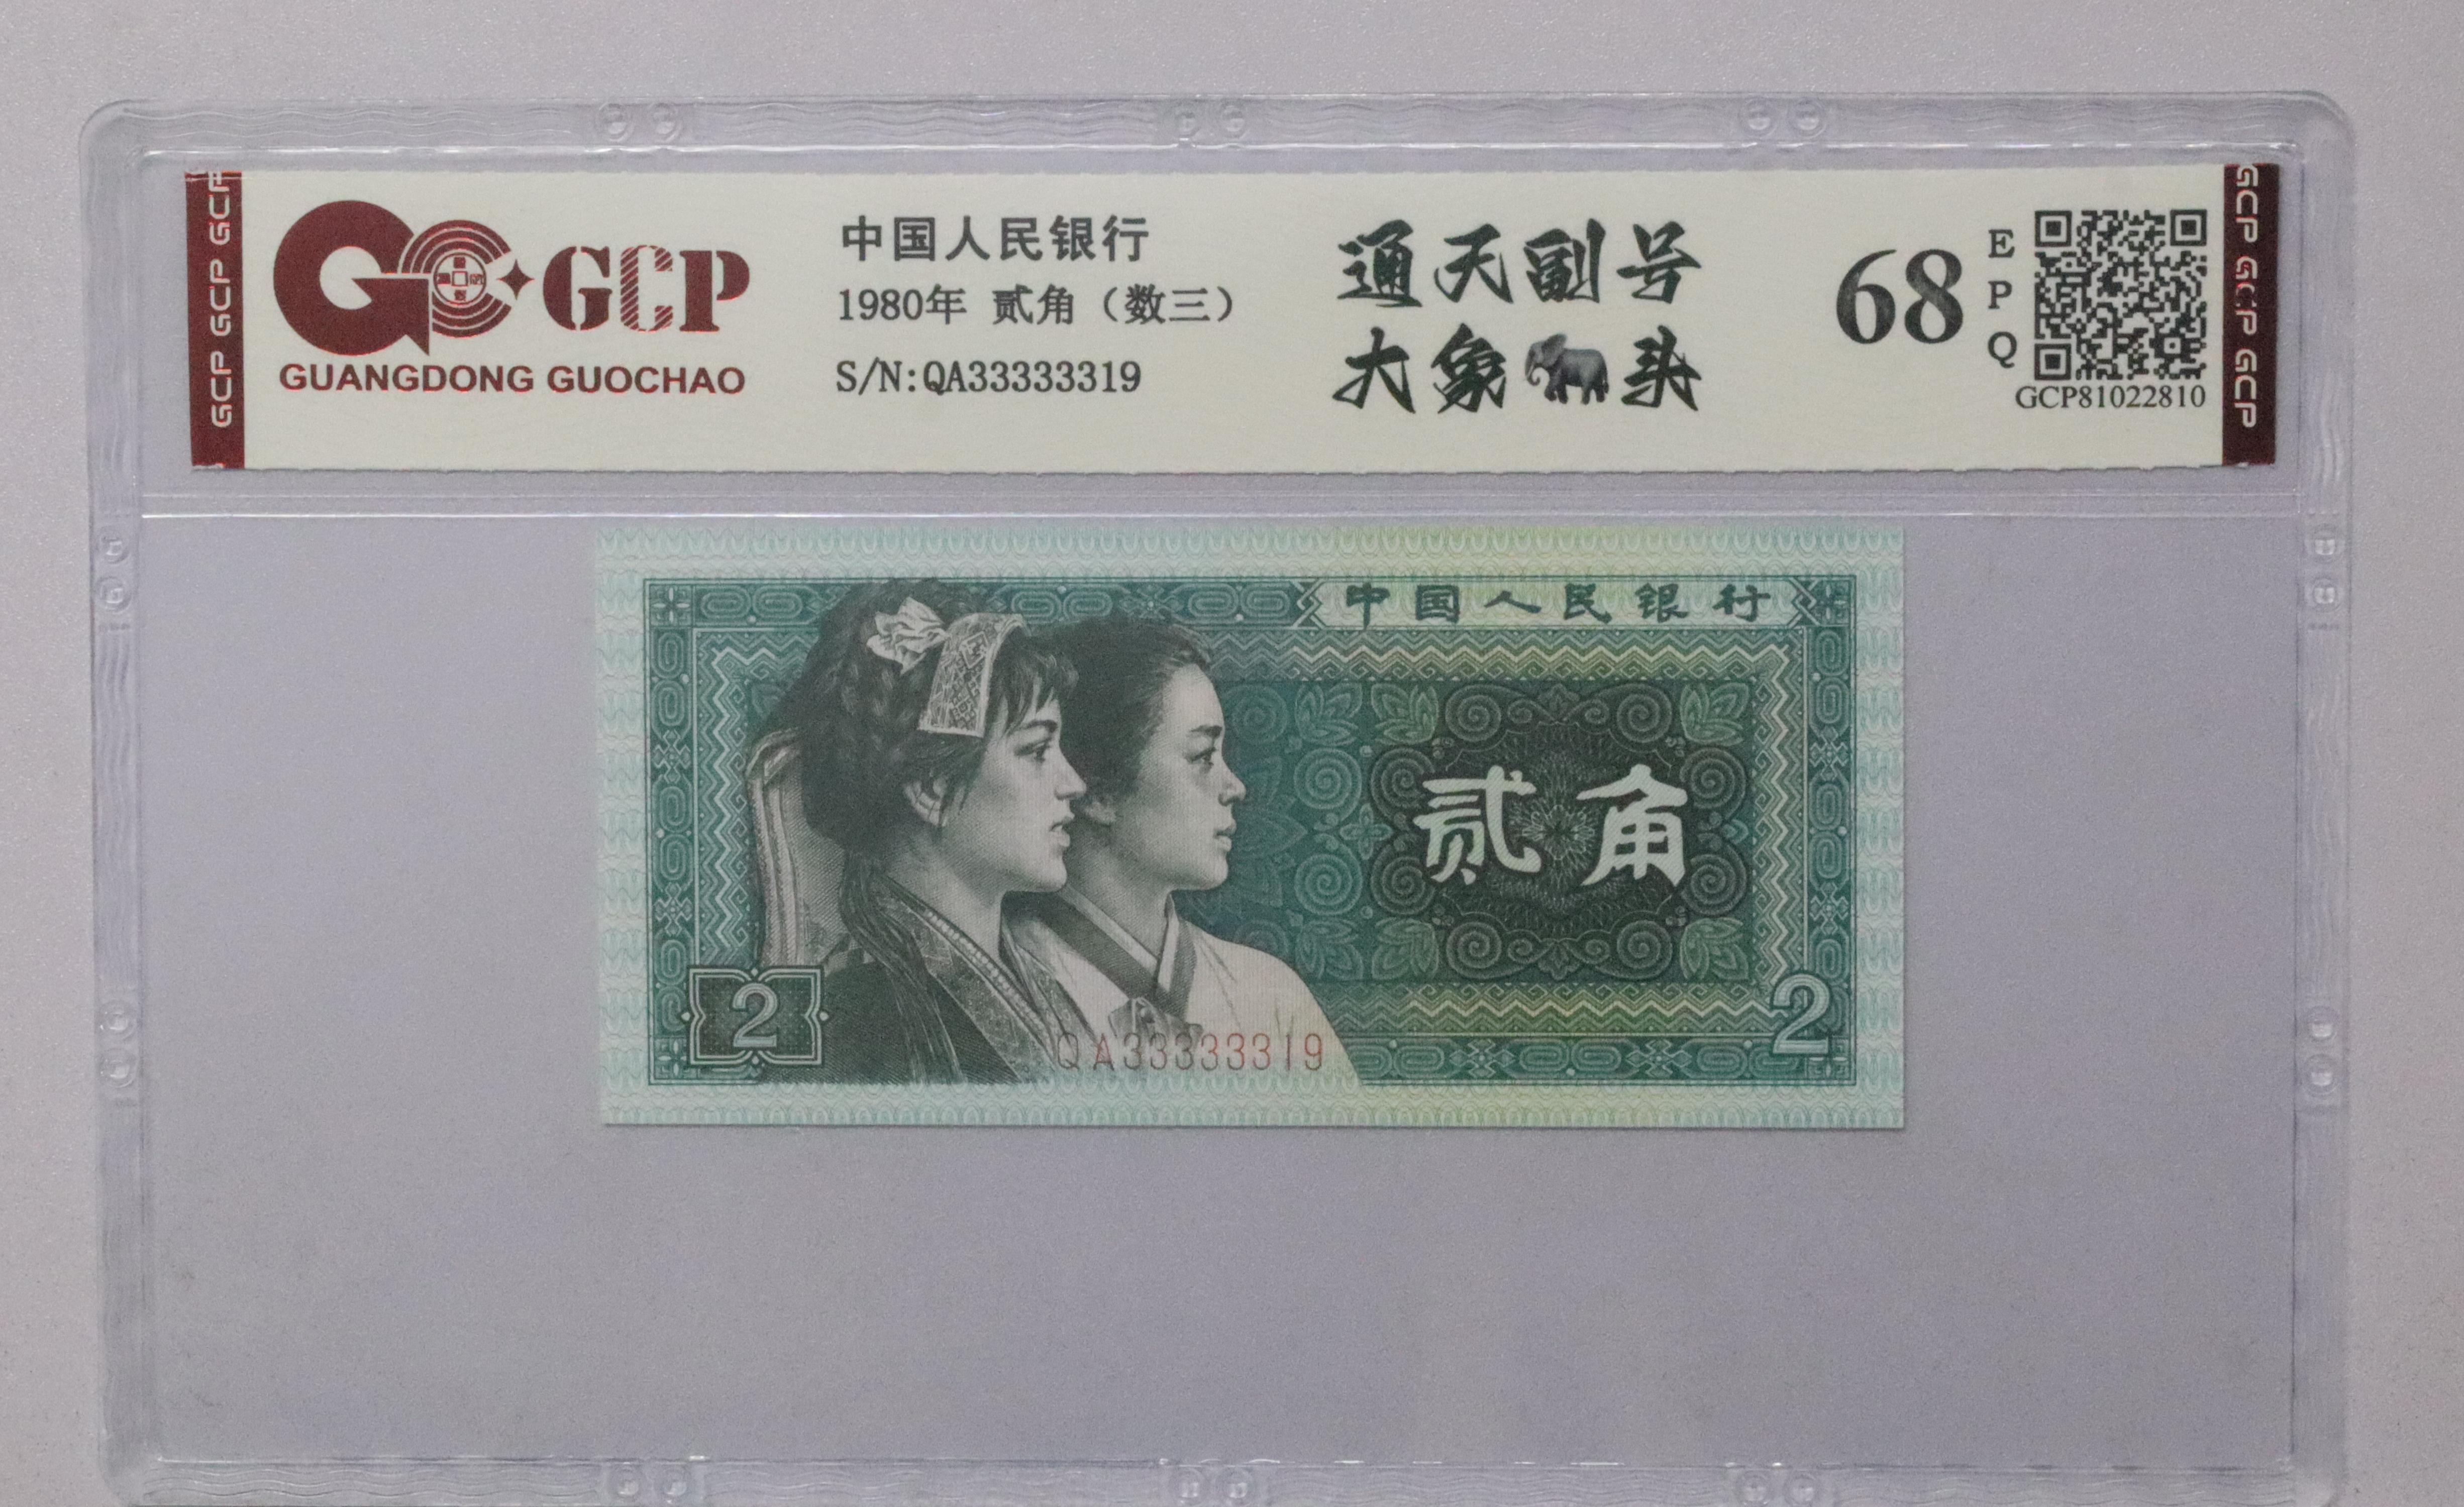 GCP GCP GCP
GCP
GUANGDONG GUOCHAO
中国人民银行
1980年 贰角（数三）
S/N:QA33333319
通天副号
大象🐘头
68
EPQ
GCP81022810
GCP GCP GCP
中国人民银行
贰角
2
QA33333319
2